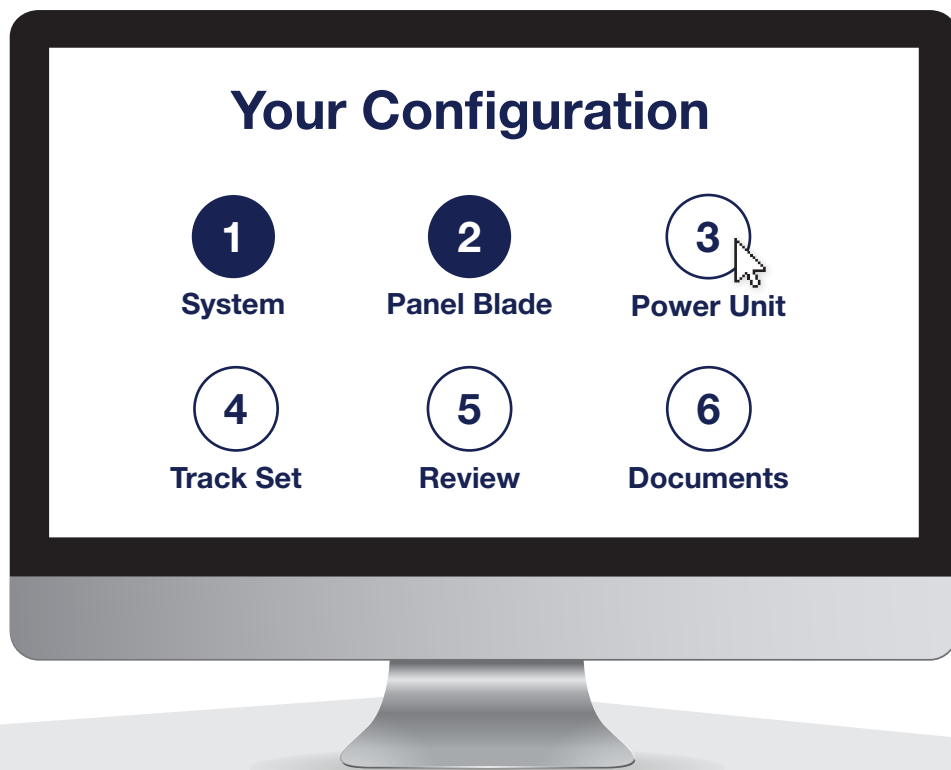 Your Configuration
1 2 3
System Panel Blade Power Unit
4 5 6
Track Set Review Documents